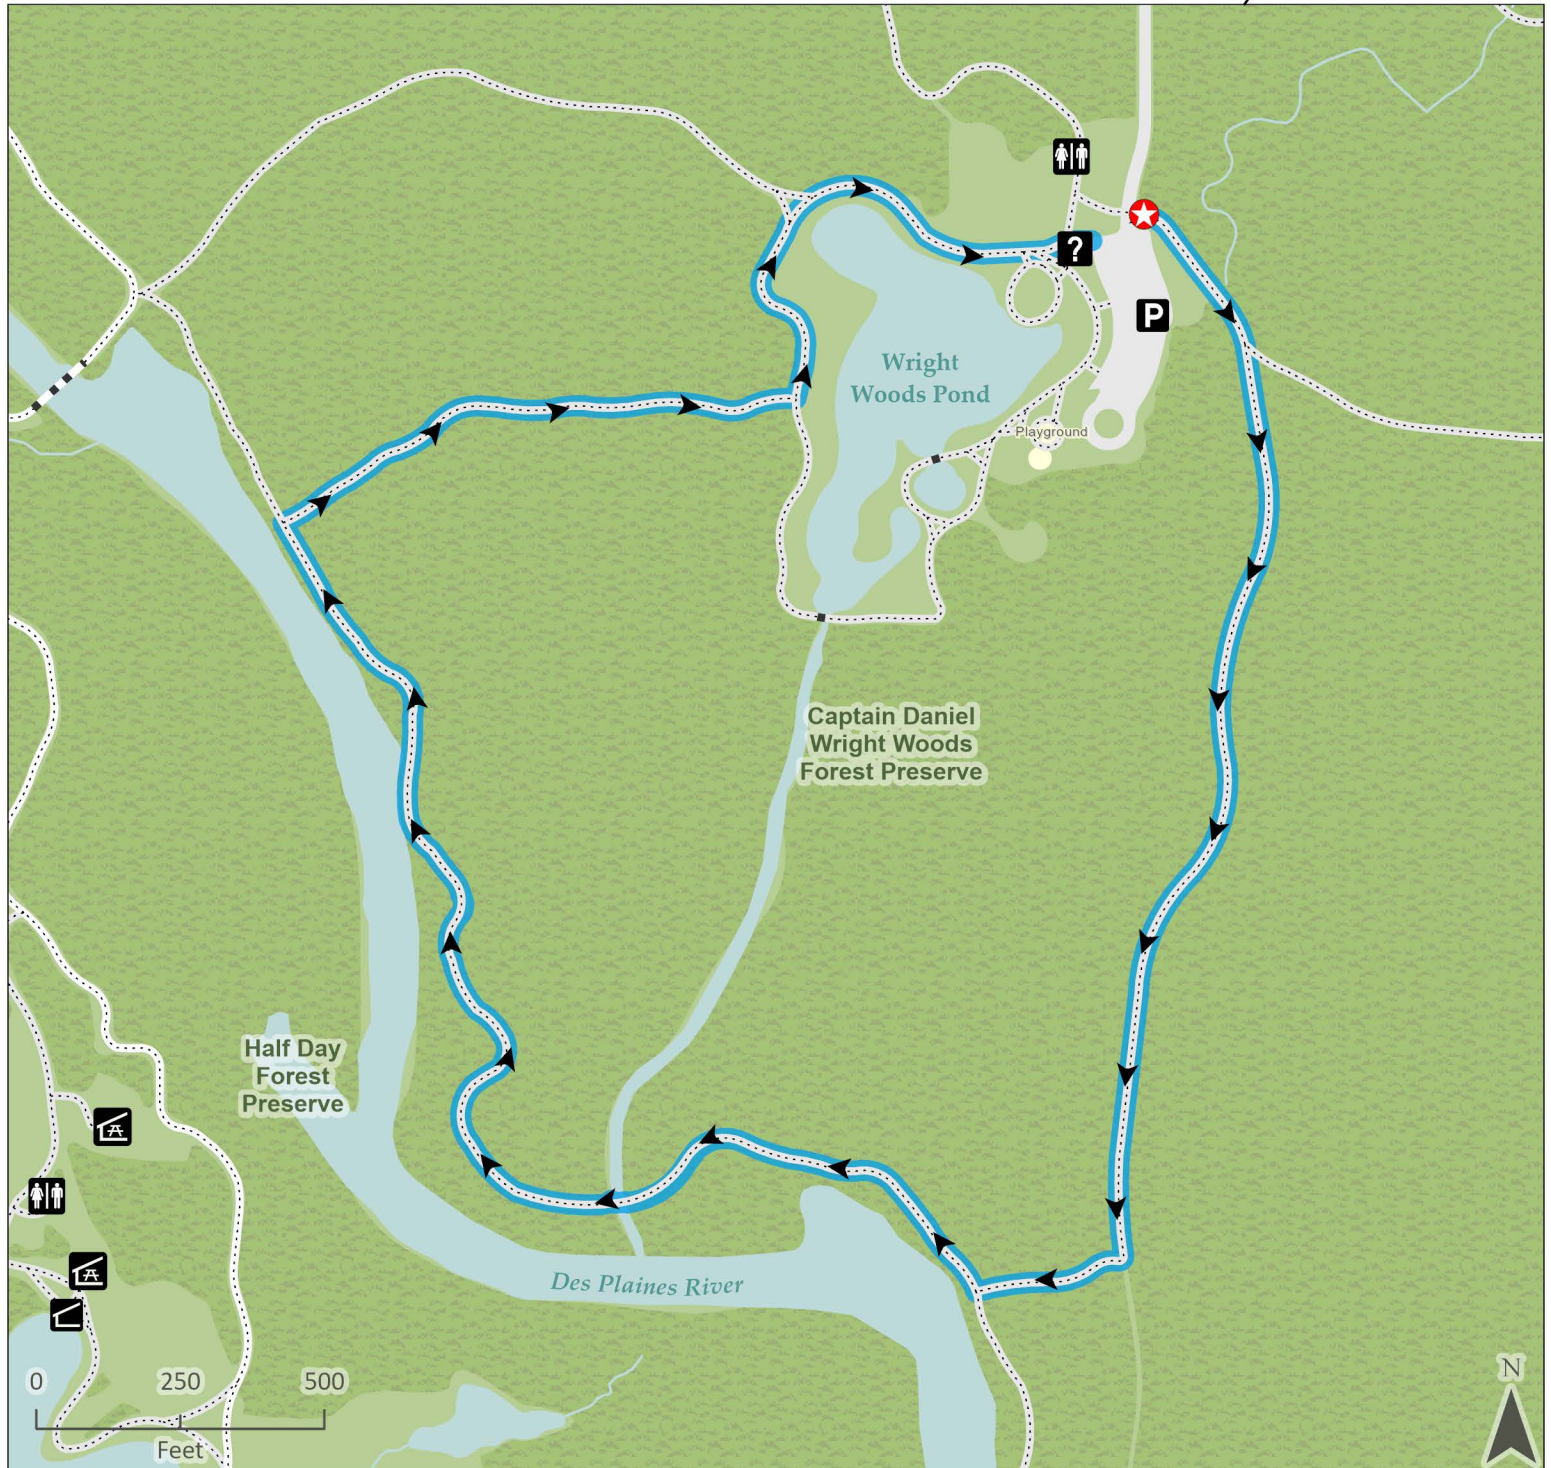 ?
P
Wright
Woods Pond
Playground
Captain Daniel
Wright Woods
Forest Preserve
Half Day
Forest
Preserve
Des Plaines River
0 250 500
Feet
N